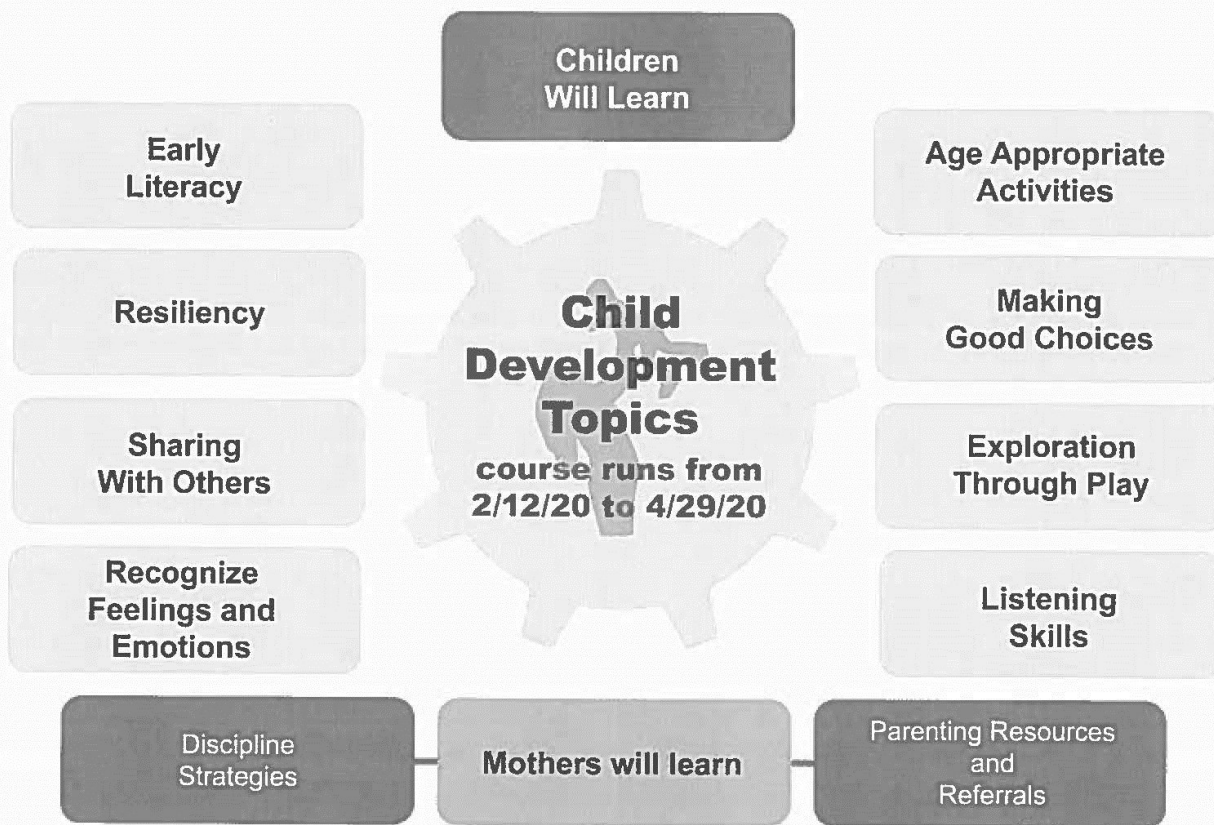 Children
Will Learn
Early
Literacy
Resiliency
Sharing
With Others
Recognize
Feelings and
Emotions
Child
Development
Topics
course runs from
2/12/20 to 4/29/20
Age Appropriate
Activities
Making
Good Choices
Exploration
Through Play
Listening
Skills
Discipline
Strategies
Mothers will learn
Parenting Resources
and
Referrals